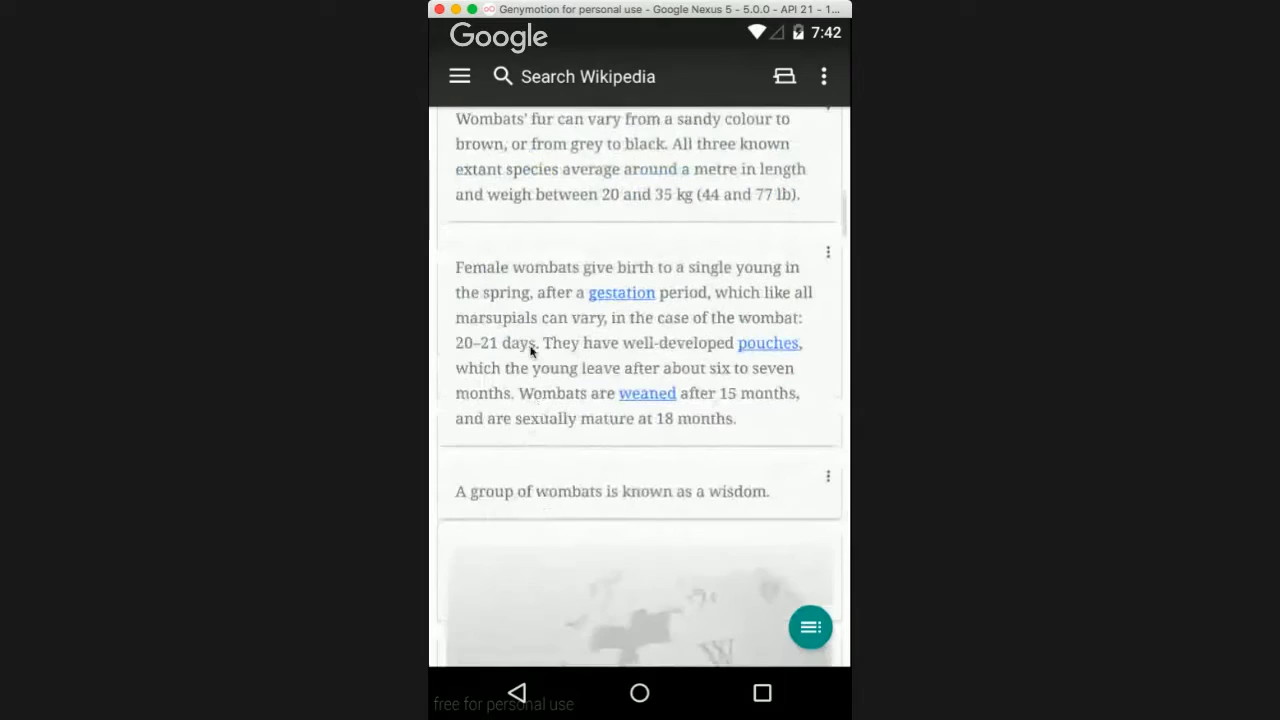 Genymotion for personal use - Google Nexus 5 - 5.0.0 - API 21 - 1...
Google
7:42
Search Wikipedia
Wombats' fur can vary from a sandy colour to
brown, or from grey to black. All three known
extant species average around a metre in length
and weigh between 20 and 35 kg (44 and 77 lb).
Female wombats give birth to a single young in
the spring, after a gestation period, which like all
marsupials can vary, in the case of the wombat:
20–21 days. They have well-developed pouches,
which the young leave after about six to seven
months. Wombats are weaned after 15 months,
and are sexually mature at 18 months.
A group of wombats is known as a wisdom.
W
free for personal use